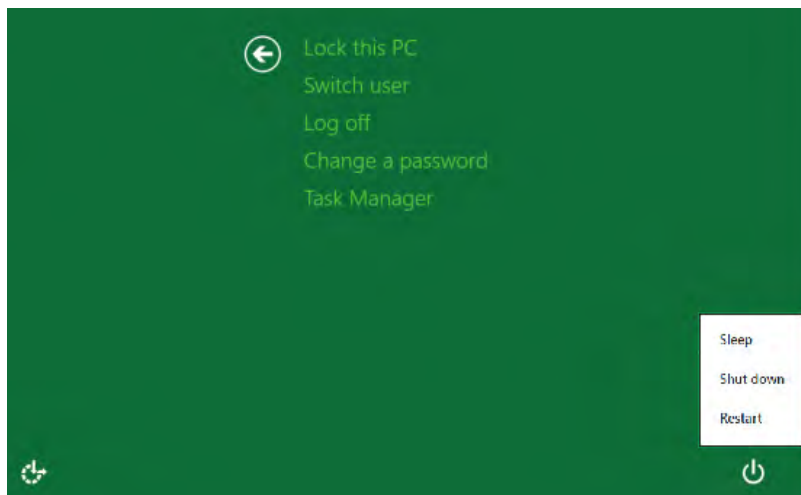 Lock this PC
Switch user
Log off
Change a password
Task Manager
Sleep
Shut down
Restart